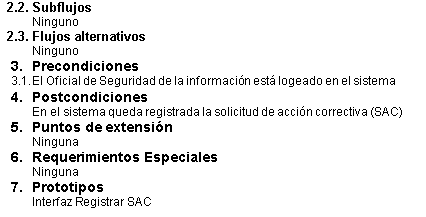 2.2. Subflujos
Ninguno
2.3. Flujos alternativos
Ninguno
3. Precondiciones
3.1. El Oficial de Seguridad de la información está logeado en el sistema
4. Postcondiciones
En el sistema queda registrada la solicitud de acción correctiva (SAC)
5. Puntos de extensión
Ninguna
6. Requerimientos Especiales
Ninguna
7. Prototipos
Interfaz Registrar SAC